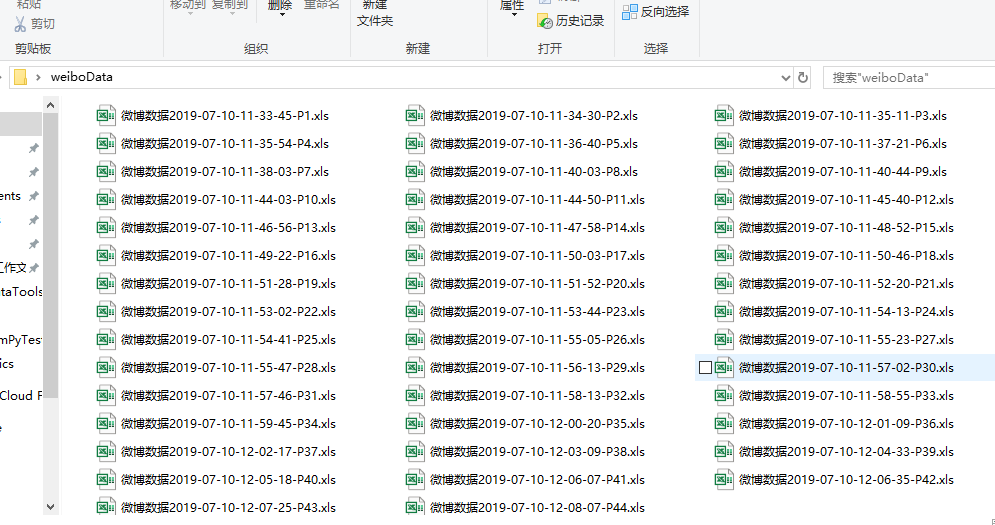 粘贴
剪切
剪贴板
移动到 复制到 删除 重命名
组织
新建
文件夹
新建
属性
历史记录
打开
反向选择
选择
weiboData
搜索"weiboData"
微博数据2019-07-10-11-33-45-P1.xls 微博数据2019-07-10-11-34-30-P2.xls 微博数据2019-07-10-11-35-11-P3.xls
微博数据2019-07-10-11-35-54-P4.xls 微博数据2019-07-10-11-36-40-P5.xls 微博数据2019-07-10-11-37-21-P6.xls
微博数据2019-07-10-11-38-03-P7.xls 微博数据2019-07-10-11-40-03-P8.xls 微博数据2019-07-10-11-40-44-P9.xls
ents
微博数据2019-07-10-11-44-03-P10.xls 微博数据2019-07-10-11-44-50-P11.xls 微博数据2019-07-10-11-45-40-P12.xls
微博数据2019-07-10-11-46-56-P13.xls 微博数据2019-07-10-11-47-58-P14.xls 微博数据2019-07-10-11-48-52-P15.xls
微博数据2019-07-10-11-49-22-P16.xls 微博数据2019-07-10-11-50-03-P17.xls 微博数据2019-07-10-11-50-46-P18.xls
工作文
微博数据2019-07-10-11-51-28-P19.xls 微博数据2019-07-10-11-51-52-P20.xls 微博数据2019-07-10-11-52-20-P21.xls
taTools
微博数据2019-07-10-11-53-02-P22.xls 微博数据2019-07-10-11-53-44-P23.xls 微博数据2019-07-10-11-54-13-P24.xls
mPyTest
微博数据2019-07-10-11-54-41-P25.xls 微博数据2019-07-10-11-55-05-P26.xls 微博数据2019-07-10-11-55-23-P27.xls
ics
微博数据2019-07-10-11-55-47-P28.xls 微博数据2019-07-10-11-56-13-P29.xls 微博数据2019-07-10-11-57-02-P30.xls
Cloud F
微博数据2019-07-10-11-57-46-P31.xls 微博数据2019-07-10-11-58-13-P32.xls 微博数据2019-07-10-11-58-55-P33.xls
e
微博数据2019-07-10-11-59-45-P34.xls 微博数据2019-07-10-12-00-20-P35.xls 微博数据2019-07-10-12-01-09-P36.xls
微博数据2019-07-10-12-02-17-P37.xls 微博数据2019-07-10-12-03-09-P38.xls 微博数据2019-07-10-12-04-33-P39.xls
微博数据2019-07-10-12-05-18-P40.xls 微博数据2019-07-10-12-06-07-P41.xls 微博数据2019-07-10-12-06-35-P42.xls
微博数据2019-07-10-12-07-25-P43.xls 微博数据2019-07-10-12-08-07-P44.xls